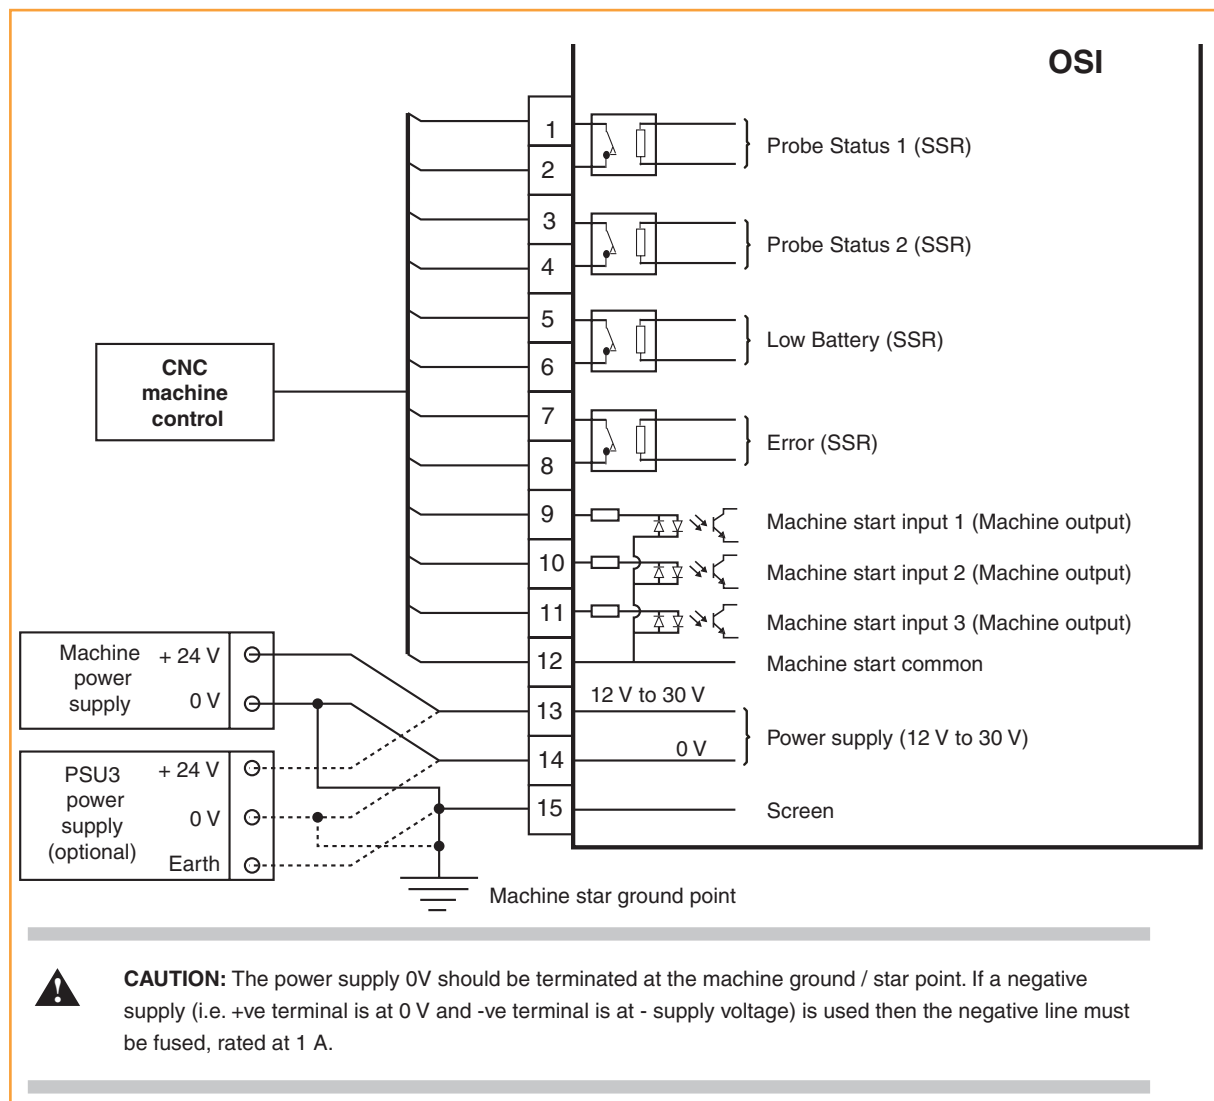 OSI
1
2
Probe Status 1 (SSR)
3
4
Probe Status 2 (SSR)
5
6
Low Battery (SSR)
CNC
machine
control
7
8
Error (SSR)
9
Machine start input 1 (Machine output)
10
Machine start input 2 (Machine output)
11
Machine start input 3 (Machine output)
12
Machine start common
Machine
power
supply
+ 24 V
0 V
13
12 V to 30 V
14
0 V
Power supply (12 V to 30 V)
PSU3
power
supply
(optional)
+ 24 V
0 V
Earth
15
Screen
Machine star ground point
CAUTION: The power supply 0V should be terminated at the machine ground / star point. If a negative
supply (i.e. +ve terminal is at 0 V and -ve terminal is at - supply voltage) is used then the negative line must
be fused, rated at 1 A.